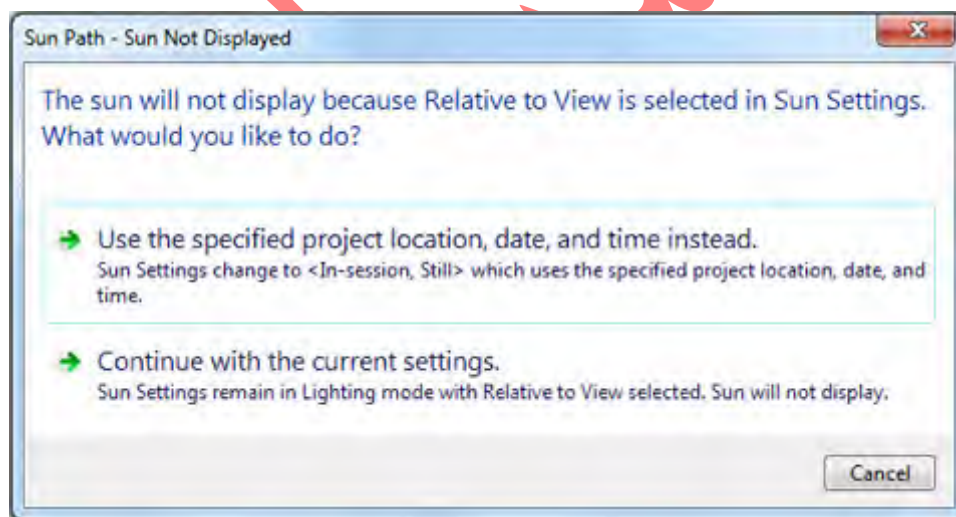 Sun Path - Sun Not Displayed
The sun will not display because Relative to View is selected in Sun Settings.
What would you like to do?
Use the specified project location, date, and time instead.
Sun Settings change to <In-session, Still> which uses the specified project location, date, and
time.
Continue with the current settings.
Sun Settings remain in Lighting mode with Relative to View selected. Sun will not display.
Cancel